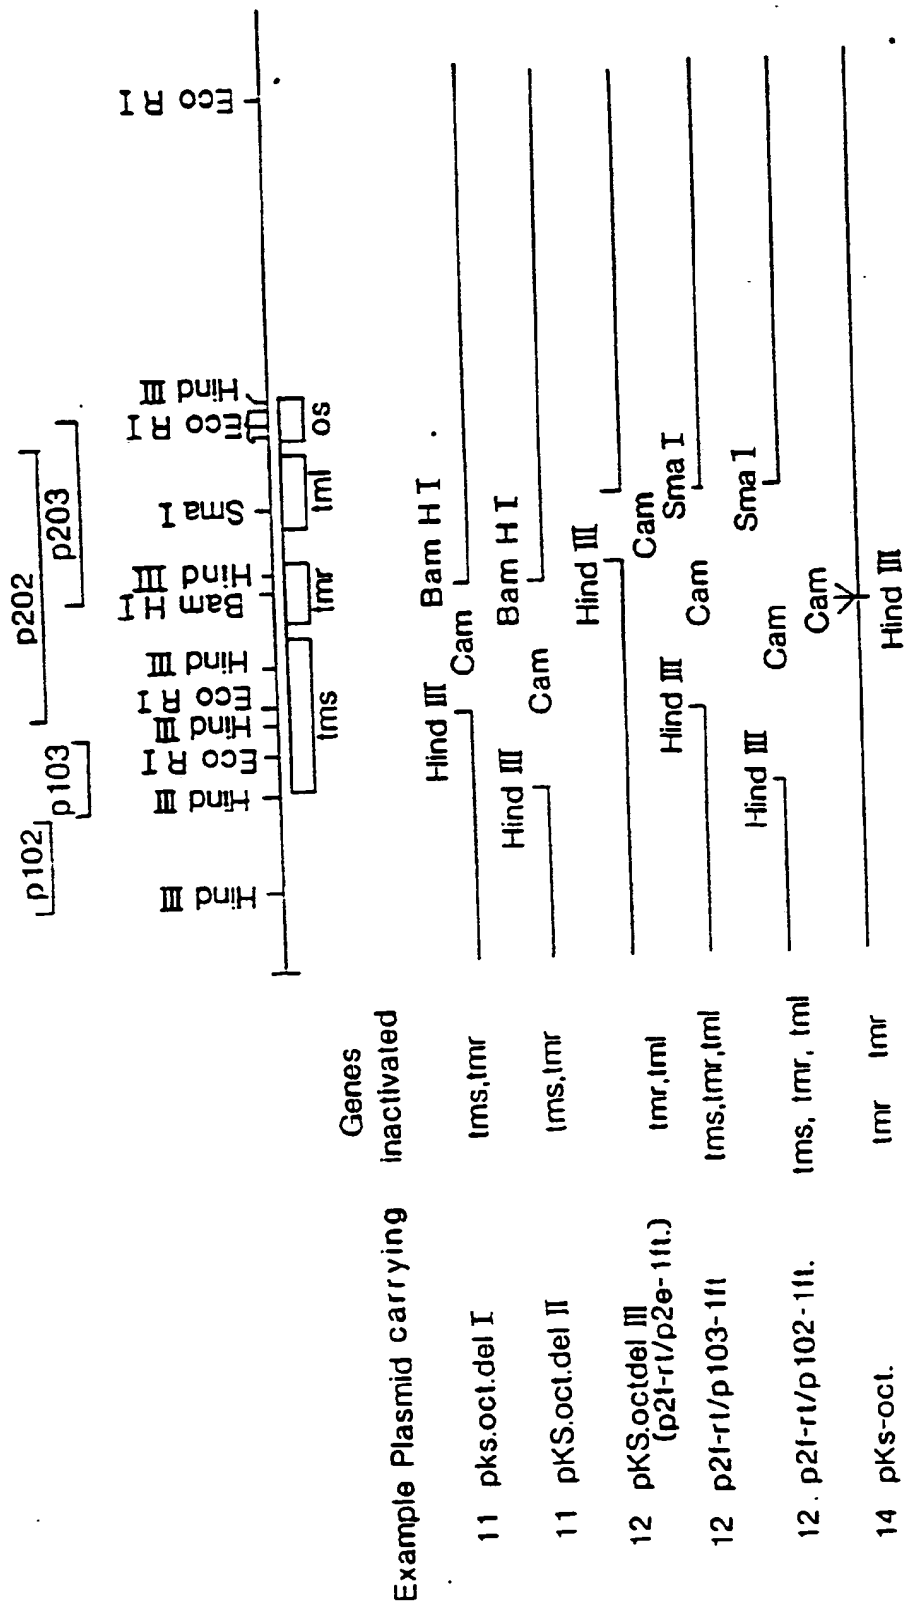 p102
p103
p202
p203
Hind III
Hind III
Eco R I
Hind III
Eco R I
Hind III
Bam H I
Hind III
Sma I
Eco R I
Hind III
Eco R I
tms
tmr
tml
os
Genes
Example Plasmid carrying inactivated
11 pks.oct.del I tms,tmr Hind III Cam Bam H I
11 pKS.oct.del II tms,tmr Hind III Cam Bam H I
12 pKS.octdel III tmr,tml Hind III Cam Sma I
(p2f-rt/p2e-1ft.)
12 p2f-rt/p103-1ft tms,tmr,tml Hind III Cam
12. p2f-rt/p102-1ft. tms, tmr, tml Hind III Cam Sma I
14 pKs-oct. tmr tmr Cam
Hind III